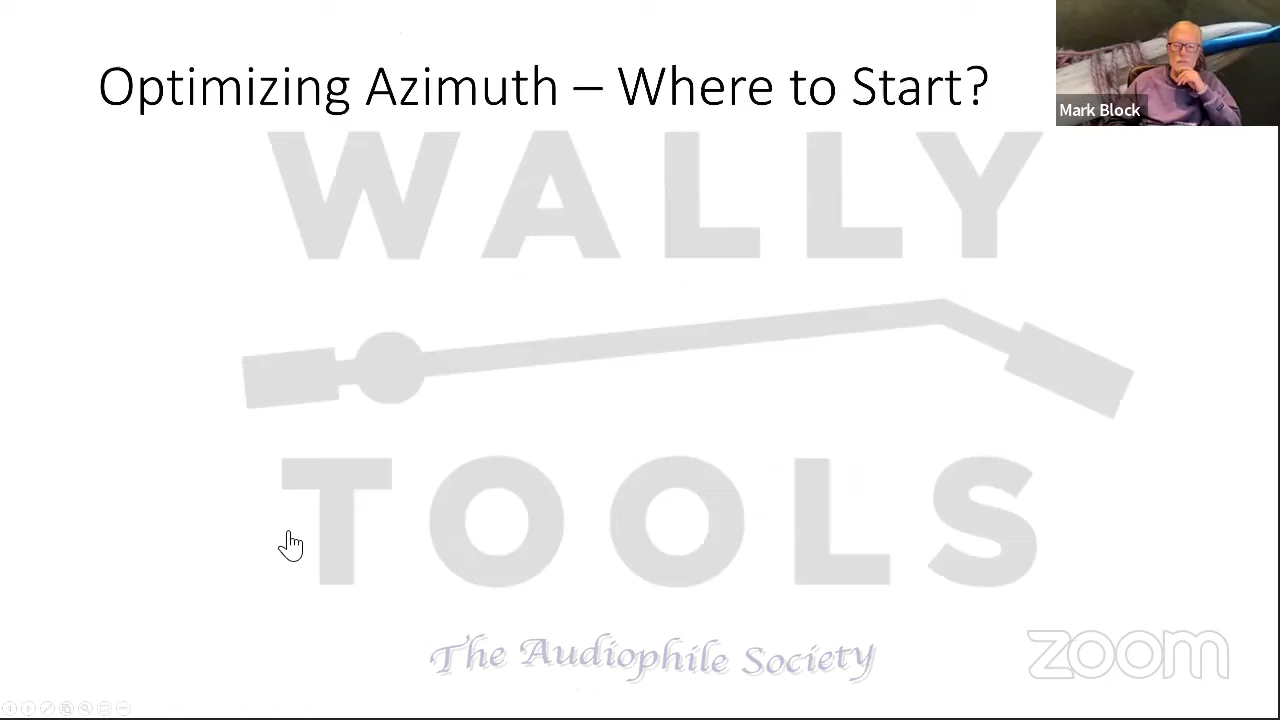 Optimizing Azimuth – Where to Start?
Mark Block
WALLY
TOOLS
The Audiophile Society
zoom